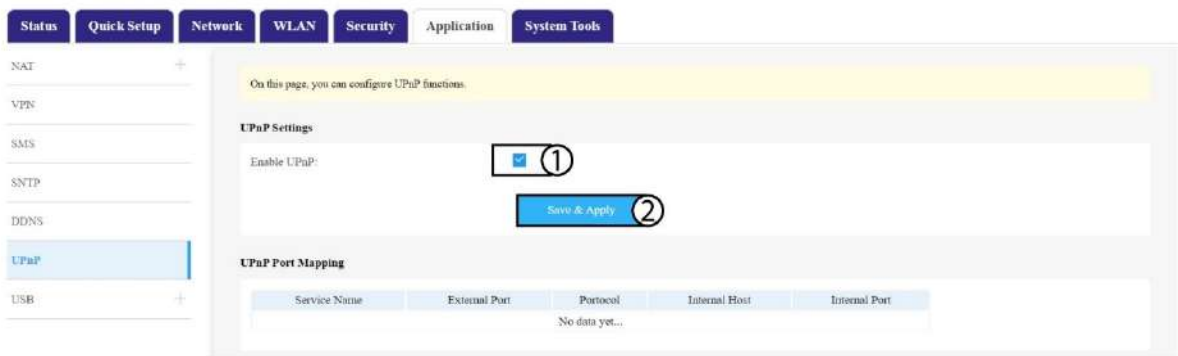 Status Quick Setup Network WLAN Security Application System Tools
NAT
VPN
SMS
SNTP
DDNS
UPnP
USB
On this page, you can configure UPnP functions.
UPnP Settings
Enable UPnP:
①
Save & Apply ②
UPnP Port Mapping
Service Name External Port Portocol Internal Host Internal Port
No data yet...